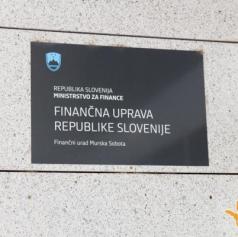 REPUBLIKA SLOVENIJA
MINISTRSTVO ZA FINANCE
FINANČNA UPRAVA
REPUBLIKE SLOVENIJE
Finančni urad Murska Sobota